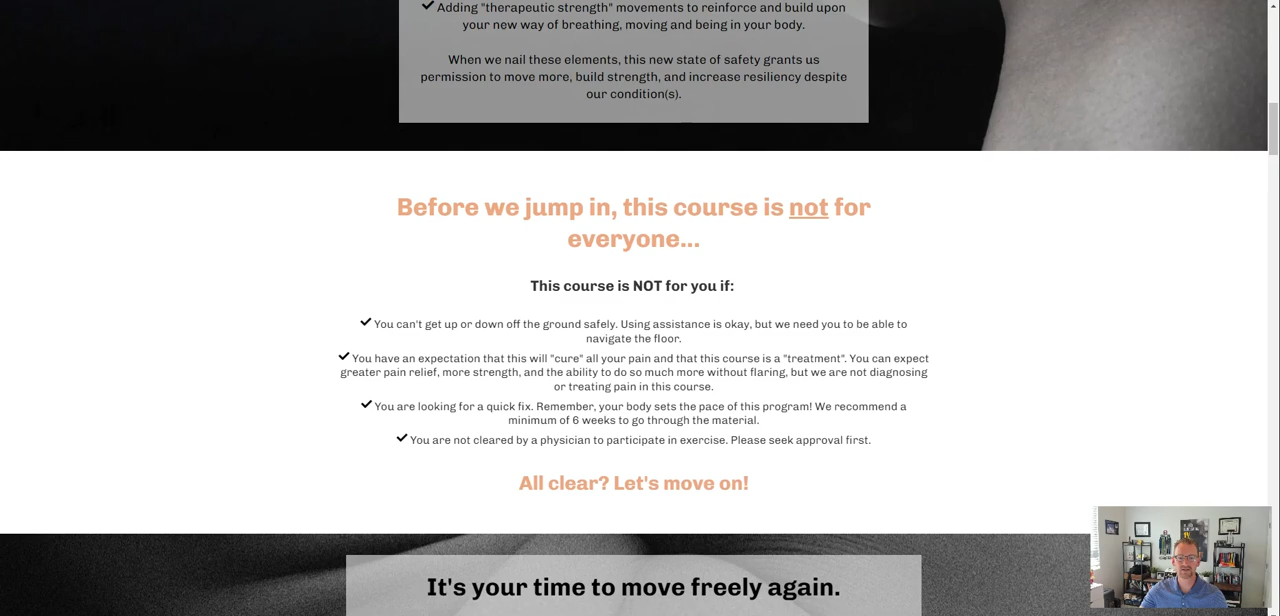 Adding "therapeutic strength" movements to reinforce and build upon
your new way of breathing, moving and being in your body.
When we nail these elements, this new state of safety grants us
permission to move more, build strength, and increase resiliency despite
our condition(s).
Before we jump in, this course is not for
everyone...
This course is NOT for you if:
You can't get up or down off the ground safely. Using assistance is okay, but we need you to be able to
navigate the floor.
You have an expectation that this will "cure" all your pain and that this course is a "treatment". You can expect
greater pain relief, more strength, and the ability to do so much more without flaring, but we are not diagnosing
or treating pain in this course.
You are looking for a quick fix. Remember, your body sets the pace of this program! We recommend a
minimum of 6 weeks to go through the material.
You are not cleared by a physician to participate in exercise. Please seek approval first.
All clear? Let's move on!
It's your time to move freely again.